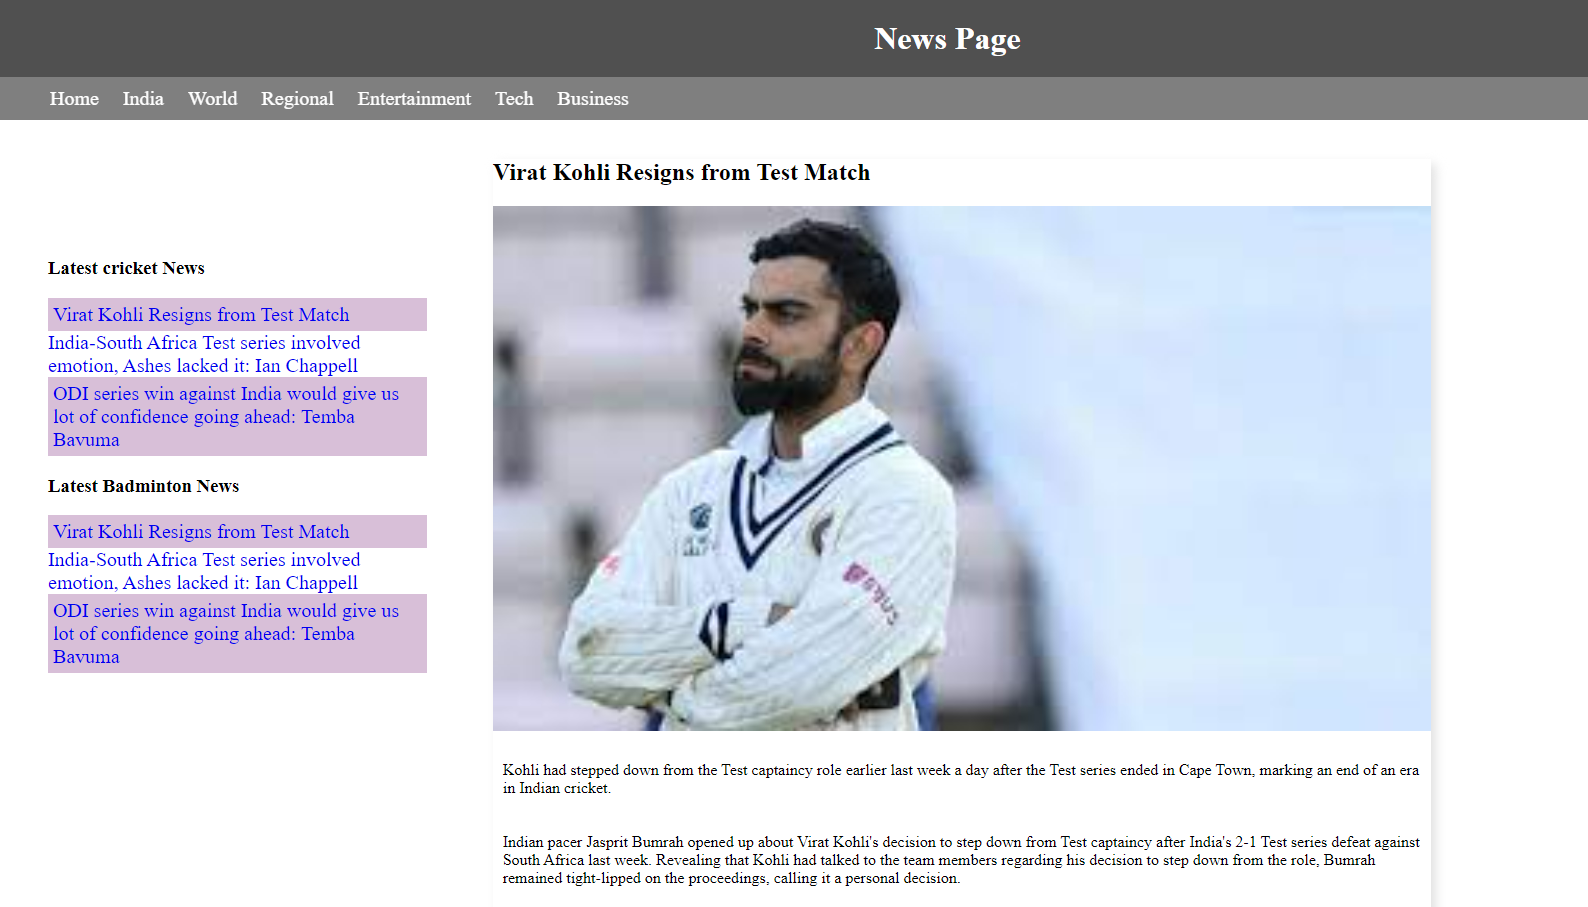 News Page
Home India World Regional Entertainment Tech Business
Latest cricket News
Virat Kohli Resigns from Test Match
India-South Africa Test series involved
emotion, Ashes lacked it: Ian Chappell
ODI series win against India would give us
lot of confidence going ahead: Temba
Bavuma
Latest Badminton News
Virat Kohli Resigns from Test Match
India-South Africa Test series involved
emotion, Ashes lacked it: Ian Chappell
ODI series win against India would give us
lot of confidence going ahead: Temba
Bavuma
Virat Kohli Resigns from Test Match
Kohli had stepped down from the Test captaincy role earlier last week a day after the Test series ended in Cape Town, marking an end of an era
in Indian cricket.
Indian pacer Jasprit Bumrah opened up about Virat Kohli's decision to step down from Test captaincy after India's 2-1 Test series defeat against
South Africa last week. Revealing that Kohli had talked to the team members regarding his decision to step down from the role, Bumrah
remained tight-lipped on the proceedings, calling it a personal decision.